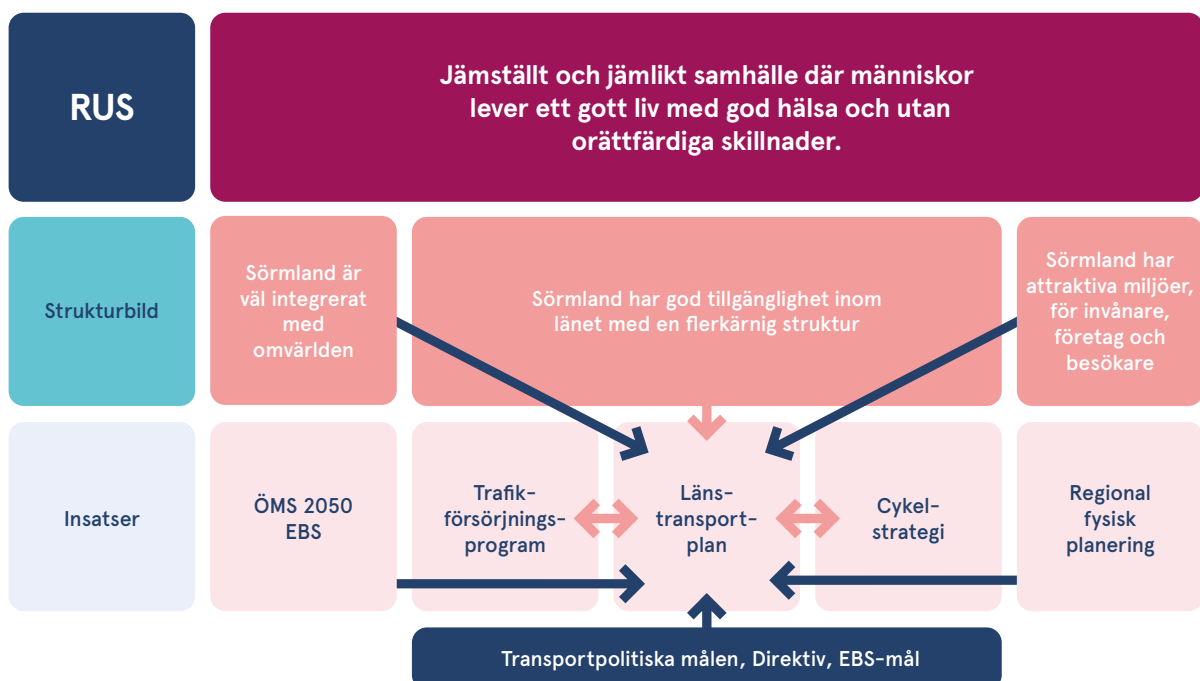 RUS
Jämställt och jämlikt samhälle där människor
lever ett gott liv med god hälsa och utan
orättfärdiga skillnader.
Strukturbild
Sörmland är
väl integrerat
med
omvärlden
Sörmland har god tillgänglighet inom
länet med en flerkärnig struktur
Sörmland har
attraktiva miljöer,
för invånare,
företag och
besökare
Insatser
ÖMS 2050
EBS
Trafik-
försörjnings-
program
Läns-
transport-
plan
Cykel-
strategi
Regional
fysisk
planering
Transportpolitiska målen, Direktiv, EBS-mål